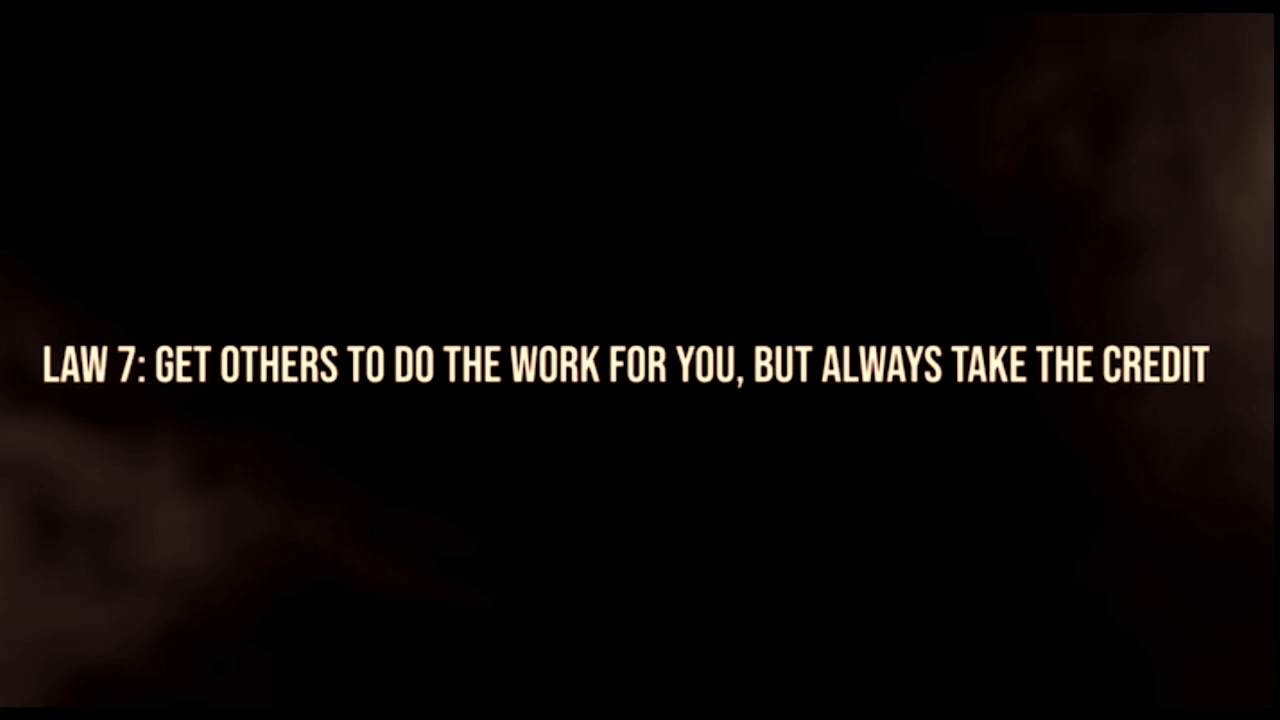 LAW 7: GET OTHERS TO DO THE WORK FOR YOU, BUT ALWAYS TAKE THE CREDIT